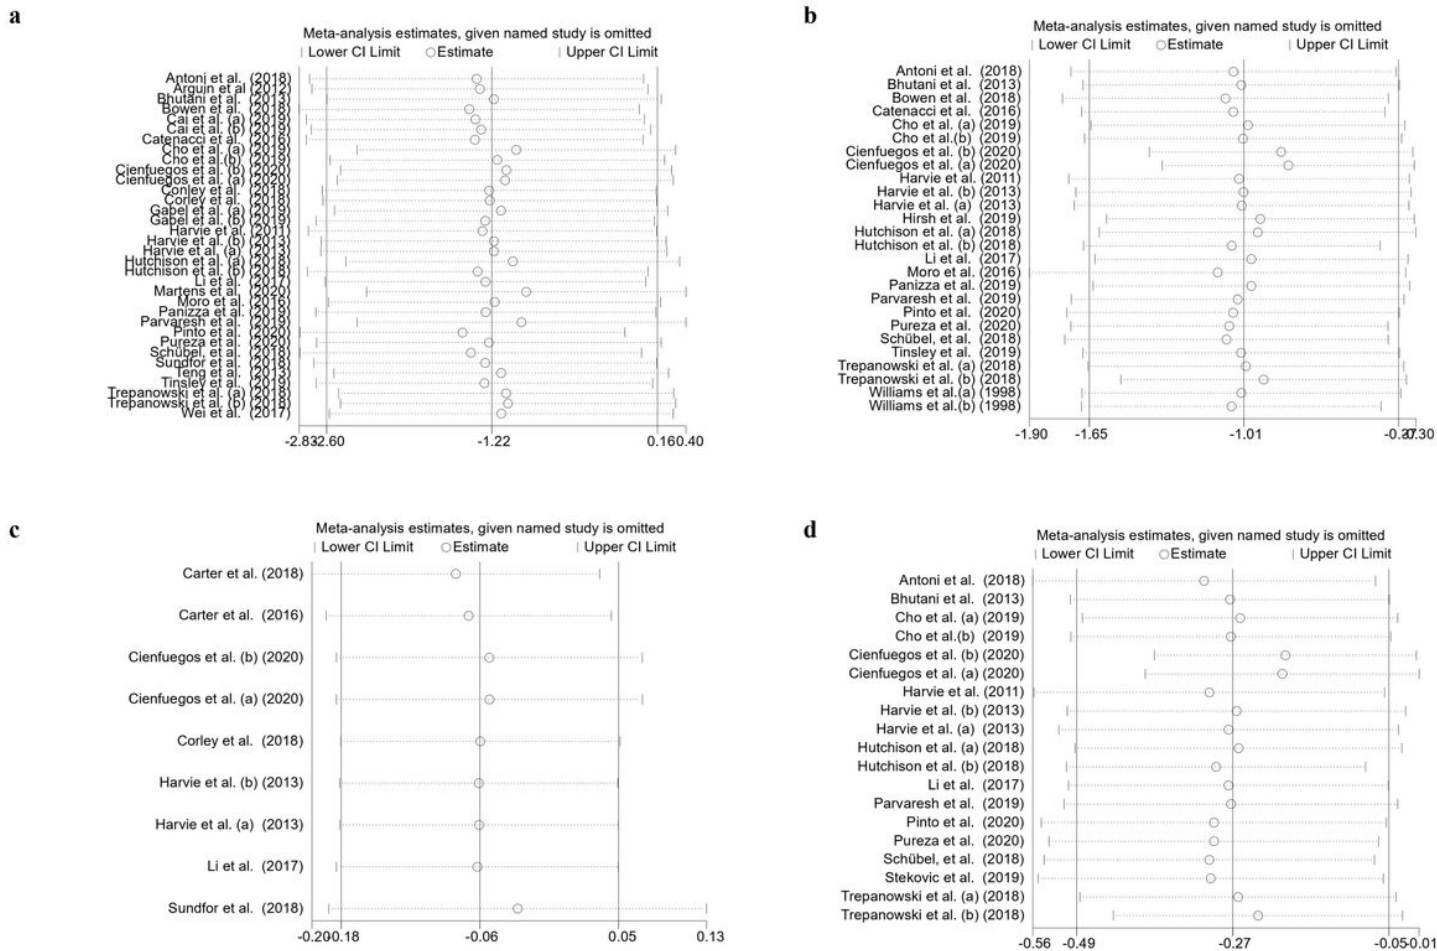 a
Meta-analysis estimates, given named study is omitted
Lower CI Limit Estimate Upper CI Limit
Antoni et al. (2018)
Arguin et al (2012)
Bhutani et al. (2013)
Bowen et al. (2018)
Cai et al. (a) (2019)
Cai et al. (b) (2019)
Catenacci et al. (2016)
Cho et al. (a) (2019)
Cho et al.(b) (2019)
Cienfuegos et al. (b) (2020)
Cienfuegos et al. (a) (2020)
Conley et al. (2018)
Corley et al. (2018)
Gabel et al. (a) (2019)
Gabel et al. (b) (2019)
Harvie et al. (2011)
Harvie et al. (b) (2013)
Harvie et al. (a) (2013)
Hutchison et al. (a) (2018)
Hutchison et al. (b) (2018)
Li et al. (2017)
Martens et al. (2020)
Moro et al. (2016)
Panizza et al. (2019)
Parvaresh et al. (2019)
Pinto et al. (2020)
Pureza et al. (2020)
Schübel, et al. (2018)
Sundfor et al. (2018)
Teng et al. (2013)
Tinsley et al. (2019)
Trepanowski et al. (a) (2018)
Trepanowski et al. (b) (2018)
Wei et al. (2017)
-2.83 -2.60 -1.22 0.16 0.40
b
Meta-analysis estimates, given named study is omitted
Lower CI Limit Estimate Upper CI Limit
Antoni et al. (2018)
Bhutani et al. (2013)
Bowen et al. (2018)
Catenacci et al. (2016)
Cho et al. (a) (2019)
Cho et al.(b) (2019)
Cienfuegos et al. (b) (2020)
Cienfuegos et al. (a) (2020)
Harvie et al. (2011)
Harvie et al. (b) (2013)
Harvie et al. (a) (2013)
Hirsh et al. (2019)
Hutchison et al. (a) (2018)
Hutchison et al. (b) (2018)
Li et al. (2017)
Moro et al. (2016)
Panizza et al. (2019)
Parvaresh et al. (2019)
Pinto et al. (2020)
Pureza et al. (2020)
Schübel, et al. (2018)
Tinsley et al. (2019)
Trepanowski et al. (a) (2018)
Trepanowski et al. (b) (2018)
Williams et al.(a) (1998)
Williams et al.(b) (1998)
-1.90 -1.65 -1.01 -0.37 -0.30
c
Meta-analysis estimates, given named study is omitted
Lower CI Limit Estimate Upper CI Limit
Carter et al. (2018)
Carter et al. (2016)
Cienfuegos et al. (b) (2020)
Cienfuegos et al. (a) (2020)
Corley et al. (2018)
Harvie et al. (b) (2013)
Harvie et al. (a) (2013)
Li et al. (2017)
Sundfor et al. (2018)
-0.20 -0.18 -0.06 0.05 0.13
d
Meta-analysis estimates, given named study is omitted
Lower CI Limit Estimate Upper CI Limit
Antoni et al. (2018)
Bhutani et al. (2013)
Cho et al. (a) (2019)
Cho et al.(b) (2019)
Cienfuegos et al. (b) (2020)
Cienfuegos et al. (a) (2020)
Harvie et al. (2011)
Harvie et al. (b) (2013)
Harvie et al. (a) (2013)
Hutchison et al. (a) (2018)
Hutchison et al. (b) (2018)
Li et al. (2017)
Parvaresh et al. (2019)
Pinto et al. (2020)
Pureza et al. (2020)
Schübel, et al. (2018)
Stekovic et al. (2019)
Trepanowski et al. (a) (2018)
Trepanowski et al. (b) (2018)
-0.56 -0.49 -0.27 -0.05 -0.01